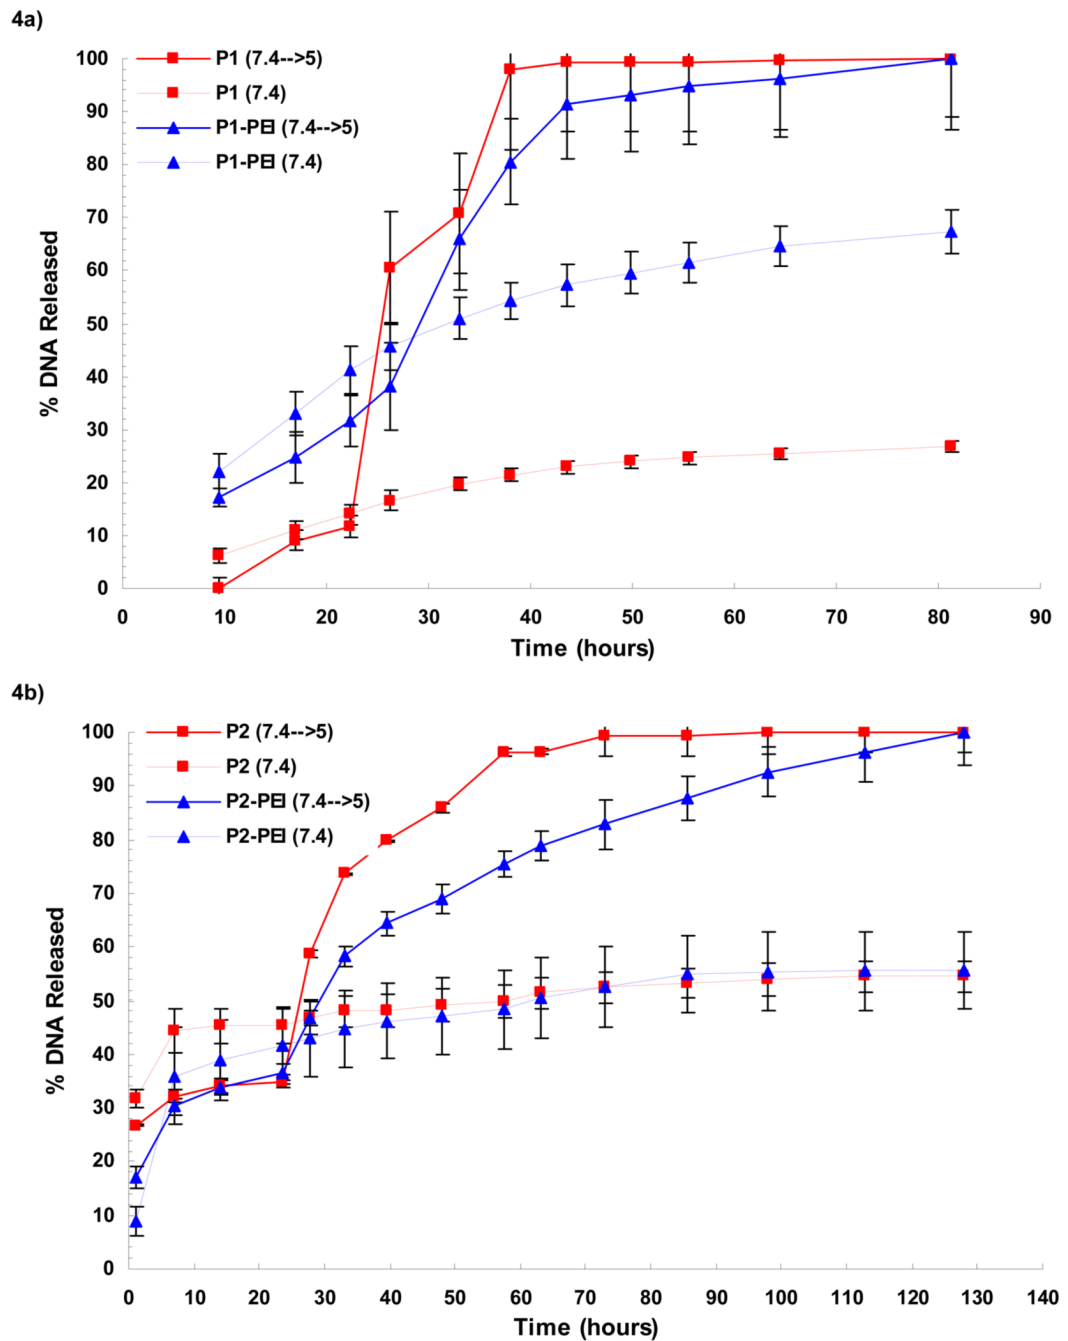 4a)
P1 (7.4-->5)
P1 (7.4)
P1-PEI (7.4-->5)
P1-PEI (7.4)
100
90
80
70
60
50
40
30
20
10
0
% DNA Released
0 10 20 30 40 50 60 70 80 90
Time (hours)
4b)
P2 (7.4-->5)
P2 (7.4)
P2-PEI (7.4-->5)
P2-PEI (7.4)
100
90
80
70
60
50
40
30
20
10
0
% DNA Released
0 10 20 30 40 50 60 70 80 90 100 110 120 130 140
Time (hours)